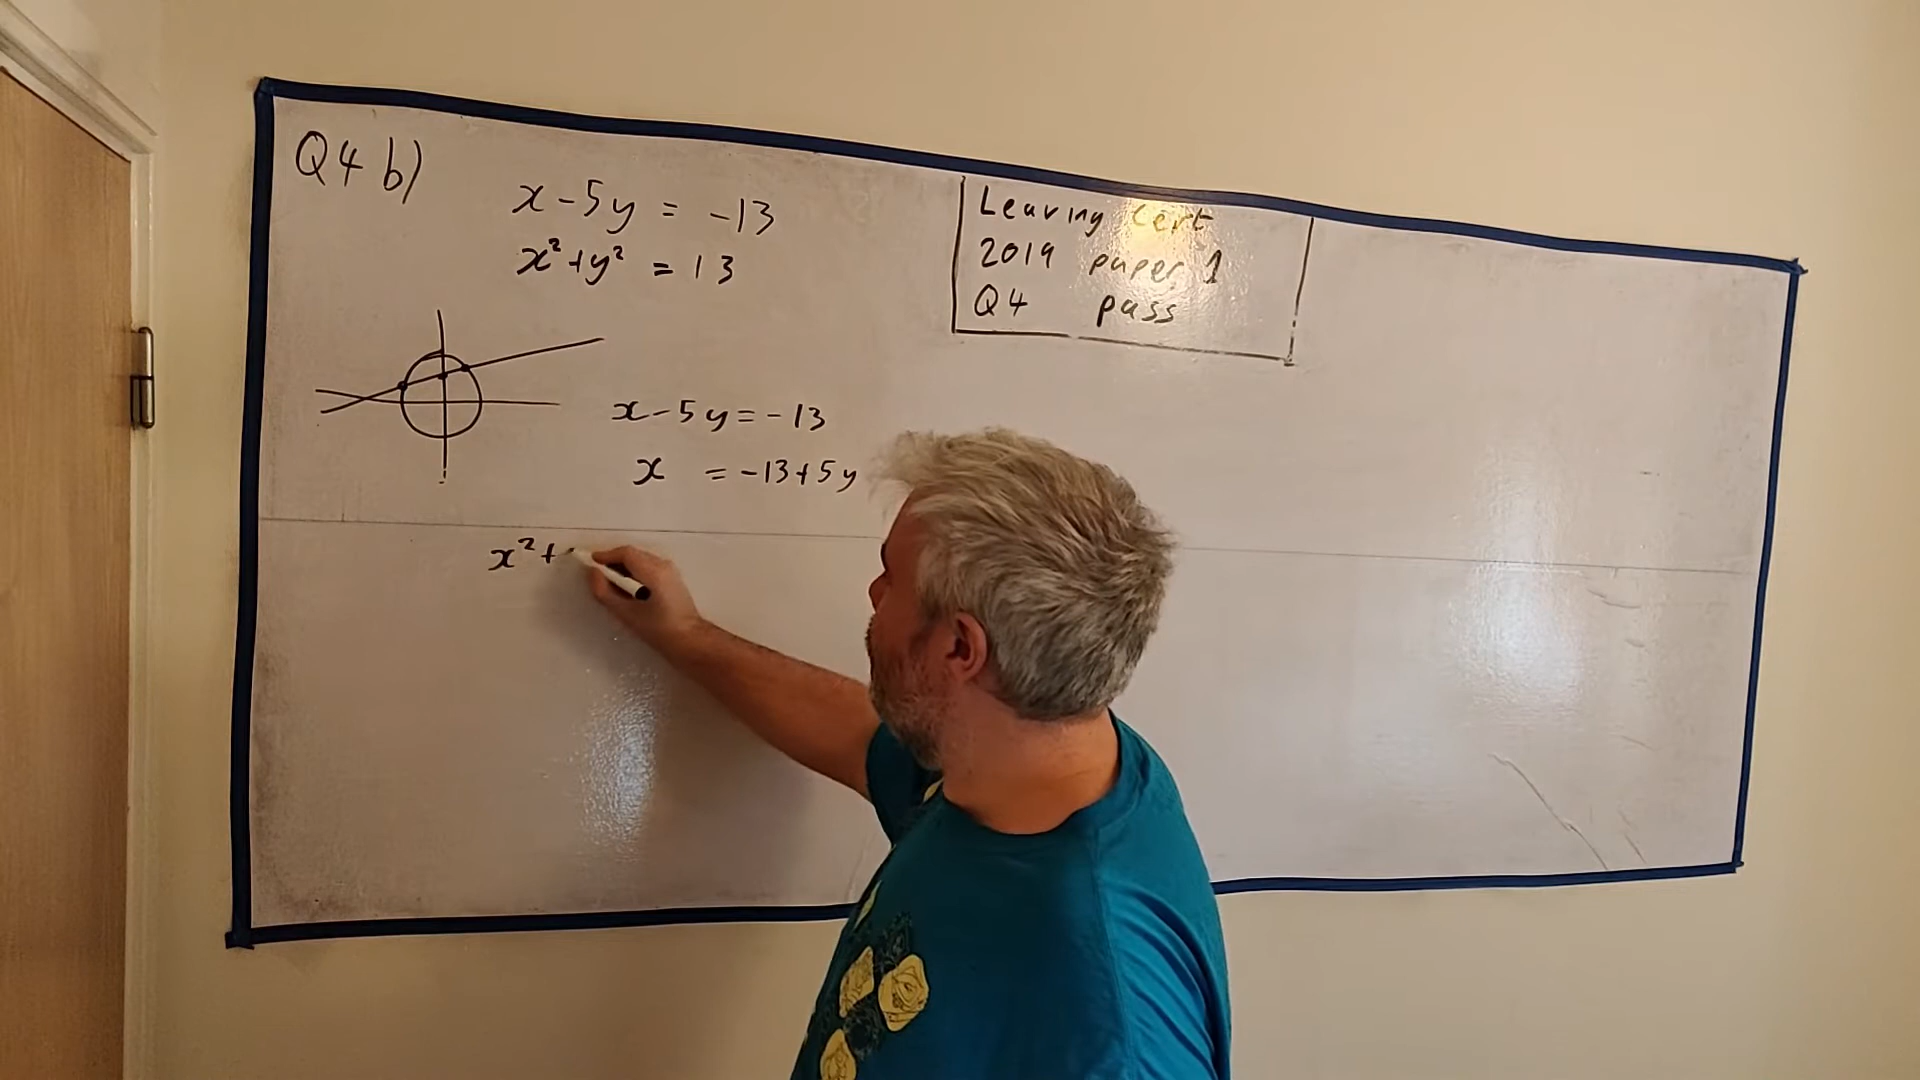 Q4 b)
x - 5y = -13
x² + y² = 13
Leaving Cert
2019 paper 1
Q4 pass
x - 5y = -13
x = -13 + 5y
x² +